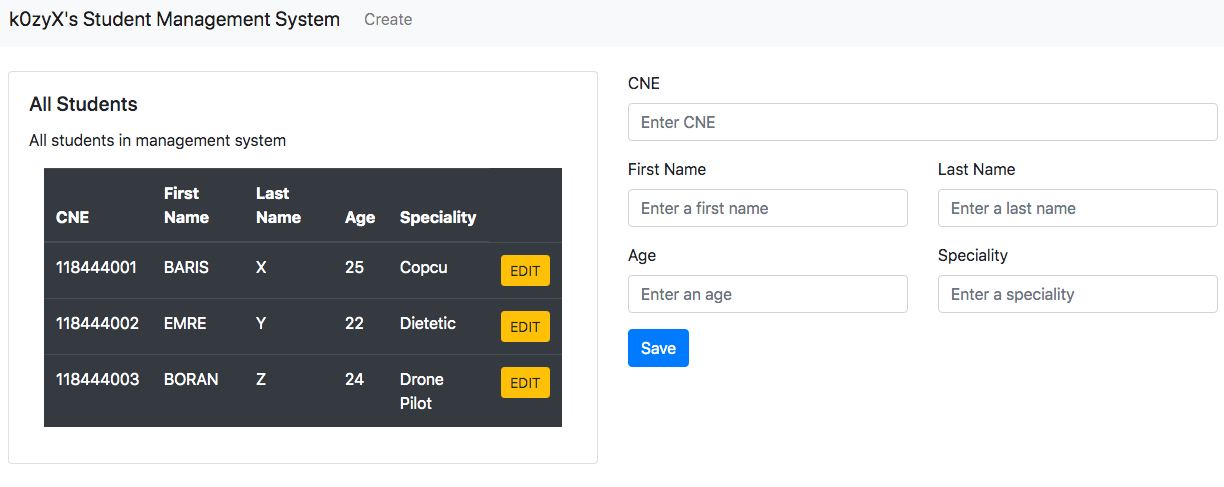 k0zyX's Student Management System Create
All Students
All students in management system
CNE First Name Last Name Age Speciality
118444001 BARIS X 25 Copcu EDIT
118444002 EMRE Y 22 Dietetic EDIT
118444003 BORAN Z 24 Drone Pilot EDIT
CNE
Enter CNE
First Name Last Name
Enter a first name Enter a last name
Age Speciality
Enter an age Enter a speciality
Save